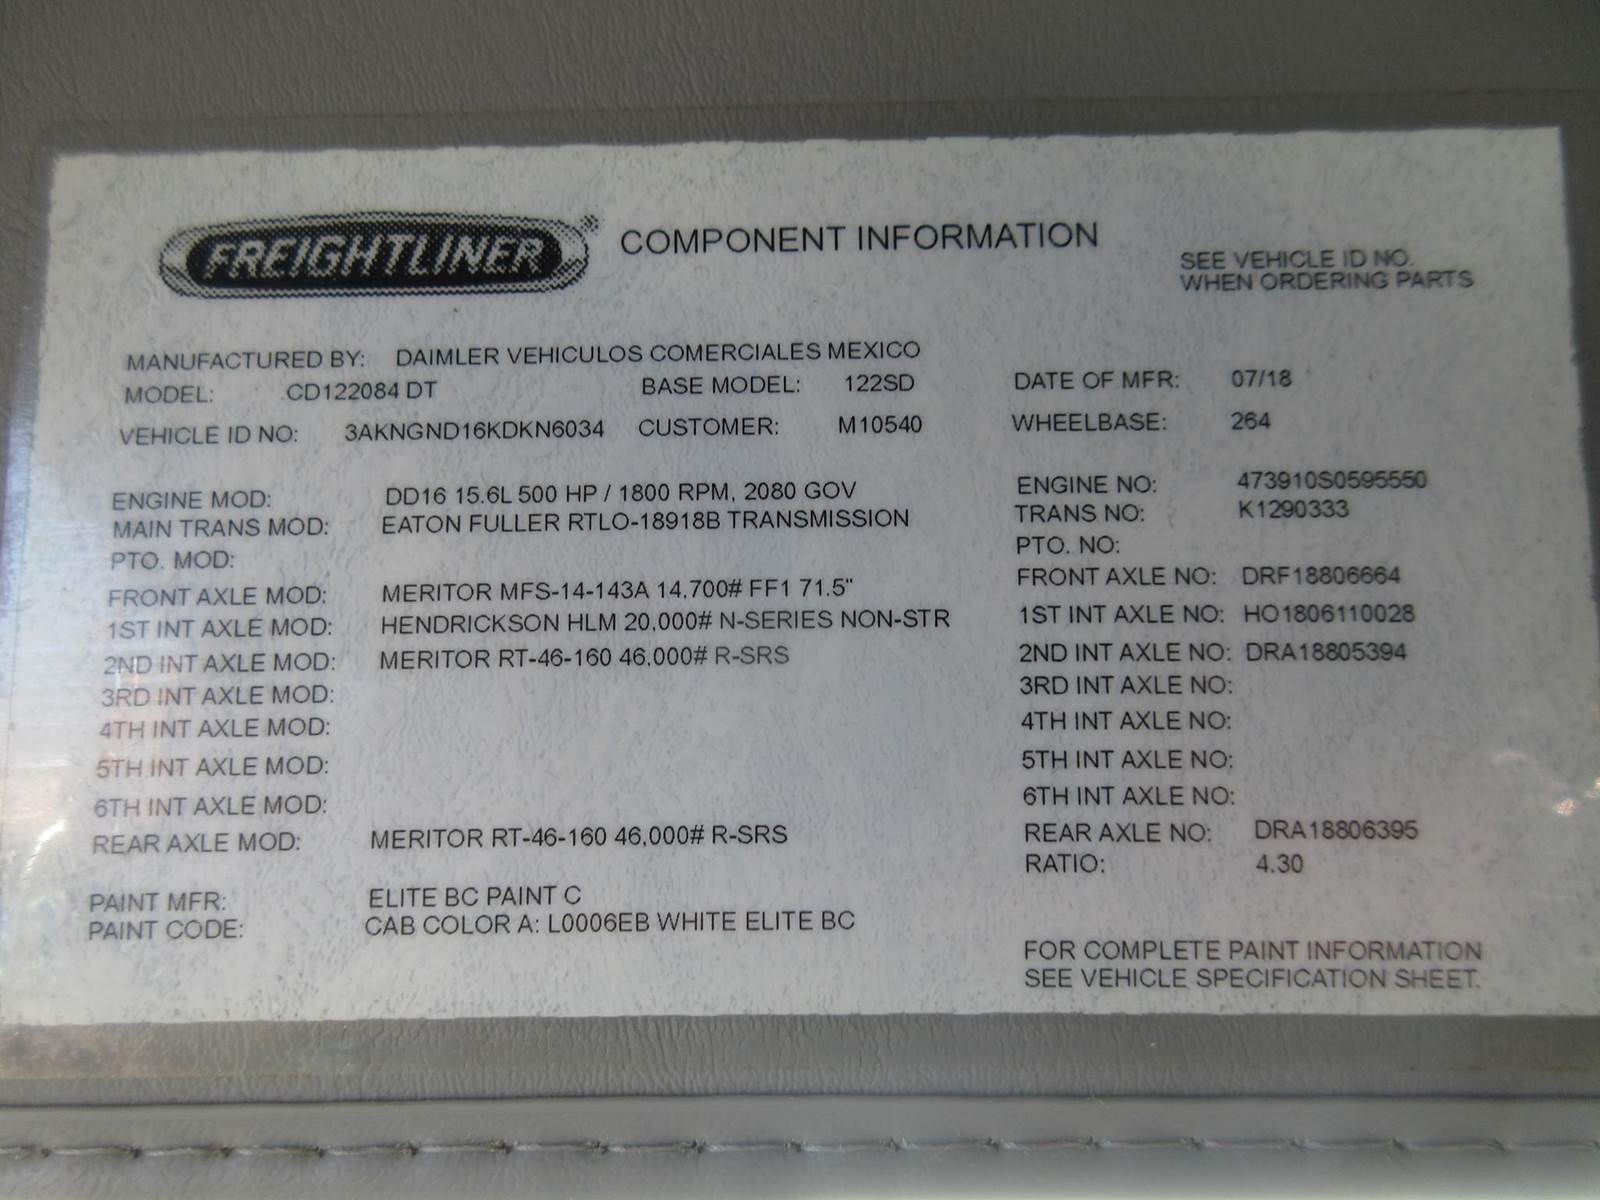 FREIGHTLINER® COMPONENT INFORMATION
SEE VEHICLE ID NO.
WHEN ORDERING PARTS
MANUFACTURED BY: DAIMLER VEHICULOS COMERCIALES MEXICO
MODEL: CD122084 DT BASE MODEL: 122SD DATE OF MFR: 07/18
VEHICLE ID NO: 3AKNGND16KDKN6034 CUSTOMER: M10540 WHEELBASE: 264
ENGINE MOD: DD16 15.6L 500 HP / 1800 RPM, 2080 GOV ENGINE NO: 473910S0595550
MAIN TRANS MOD: EATON FULLER RTLO-18918B TRANSMISSION TRANS NO: K1290333
PTO. MOD: PTO. NO:
FRONT AXLE MOD: MERITOR MFS-14-143A 14,700# FF1 71.5" FRONT AXLE NO: DRF18806664
1ST INT AXLE MOD: HENDRICKSON HLM 20,000# N-SERIES NON-STR 1ST INT AXLE NO: HO1806110028
2ND INT AXLE MOD: MERITOR RT-46-160 46,000# R-SRS 2ND INT AXLE NO: DRA18805394
3RD INT AXLE MOD: 3RD INT AXLE NO:
4TH INT AXLE MOD: 4TH INT AXLE NO:
5TH INT AXLE MOD: 5TH INT AXLE NO:
6TH INT AXLE MOD: 6TH INT AXLE NO:
REAR AXLE MOD: MERITOR RT-46-160 46,000# R-SRS REAR AXLE NO: DRA18806395
RATIO: 4.30
PAINT MFR: ELITE BC PAINT C
PAINT CODE: CAB COLOR A: L0006EB WHITE ELITE BC
FOR COMPLETE PAINT INFORMATION
SEE VEHICLE SPECIFICATION SHEET.